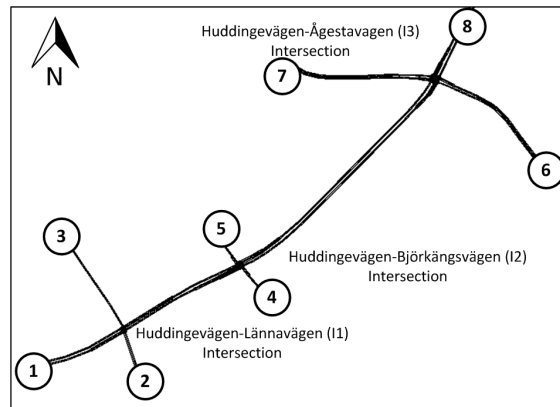 8
Huddingevägen-Ågestavagen (I3)
Intersection
7
N
6
3
5
Huddingevägen-Björkängsvägen (I2)
Intersection
4
Huddingevägen-Lännavägen (I1)
Intersection
1
2